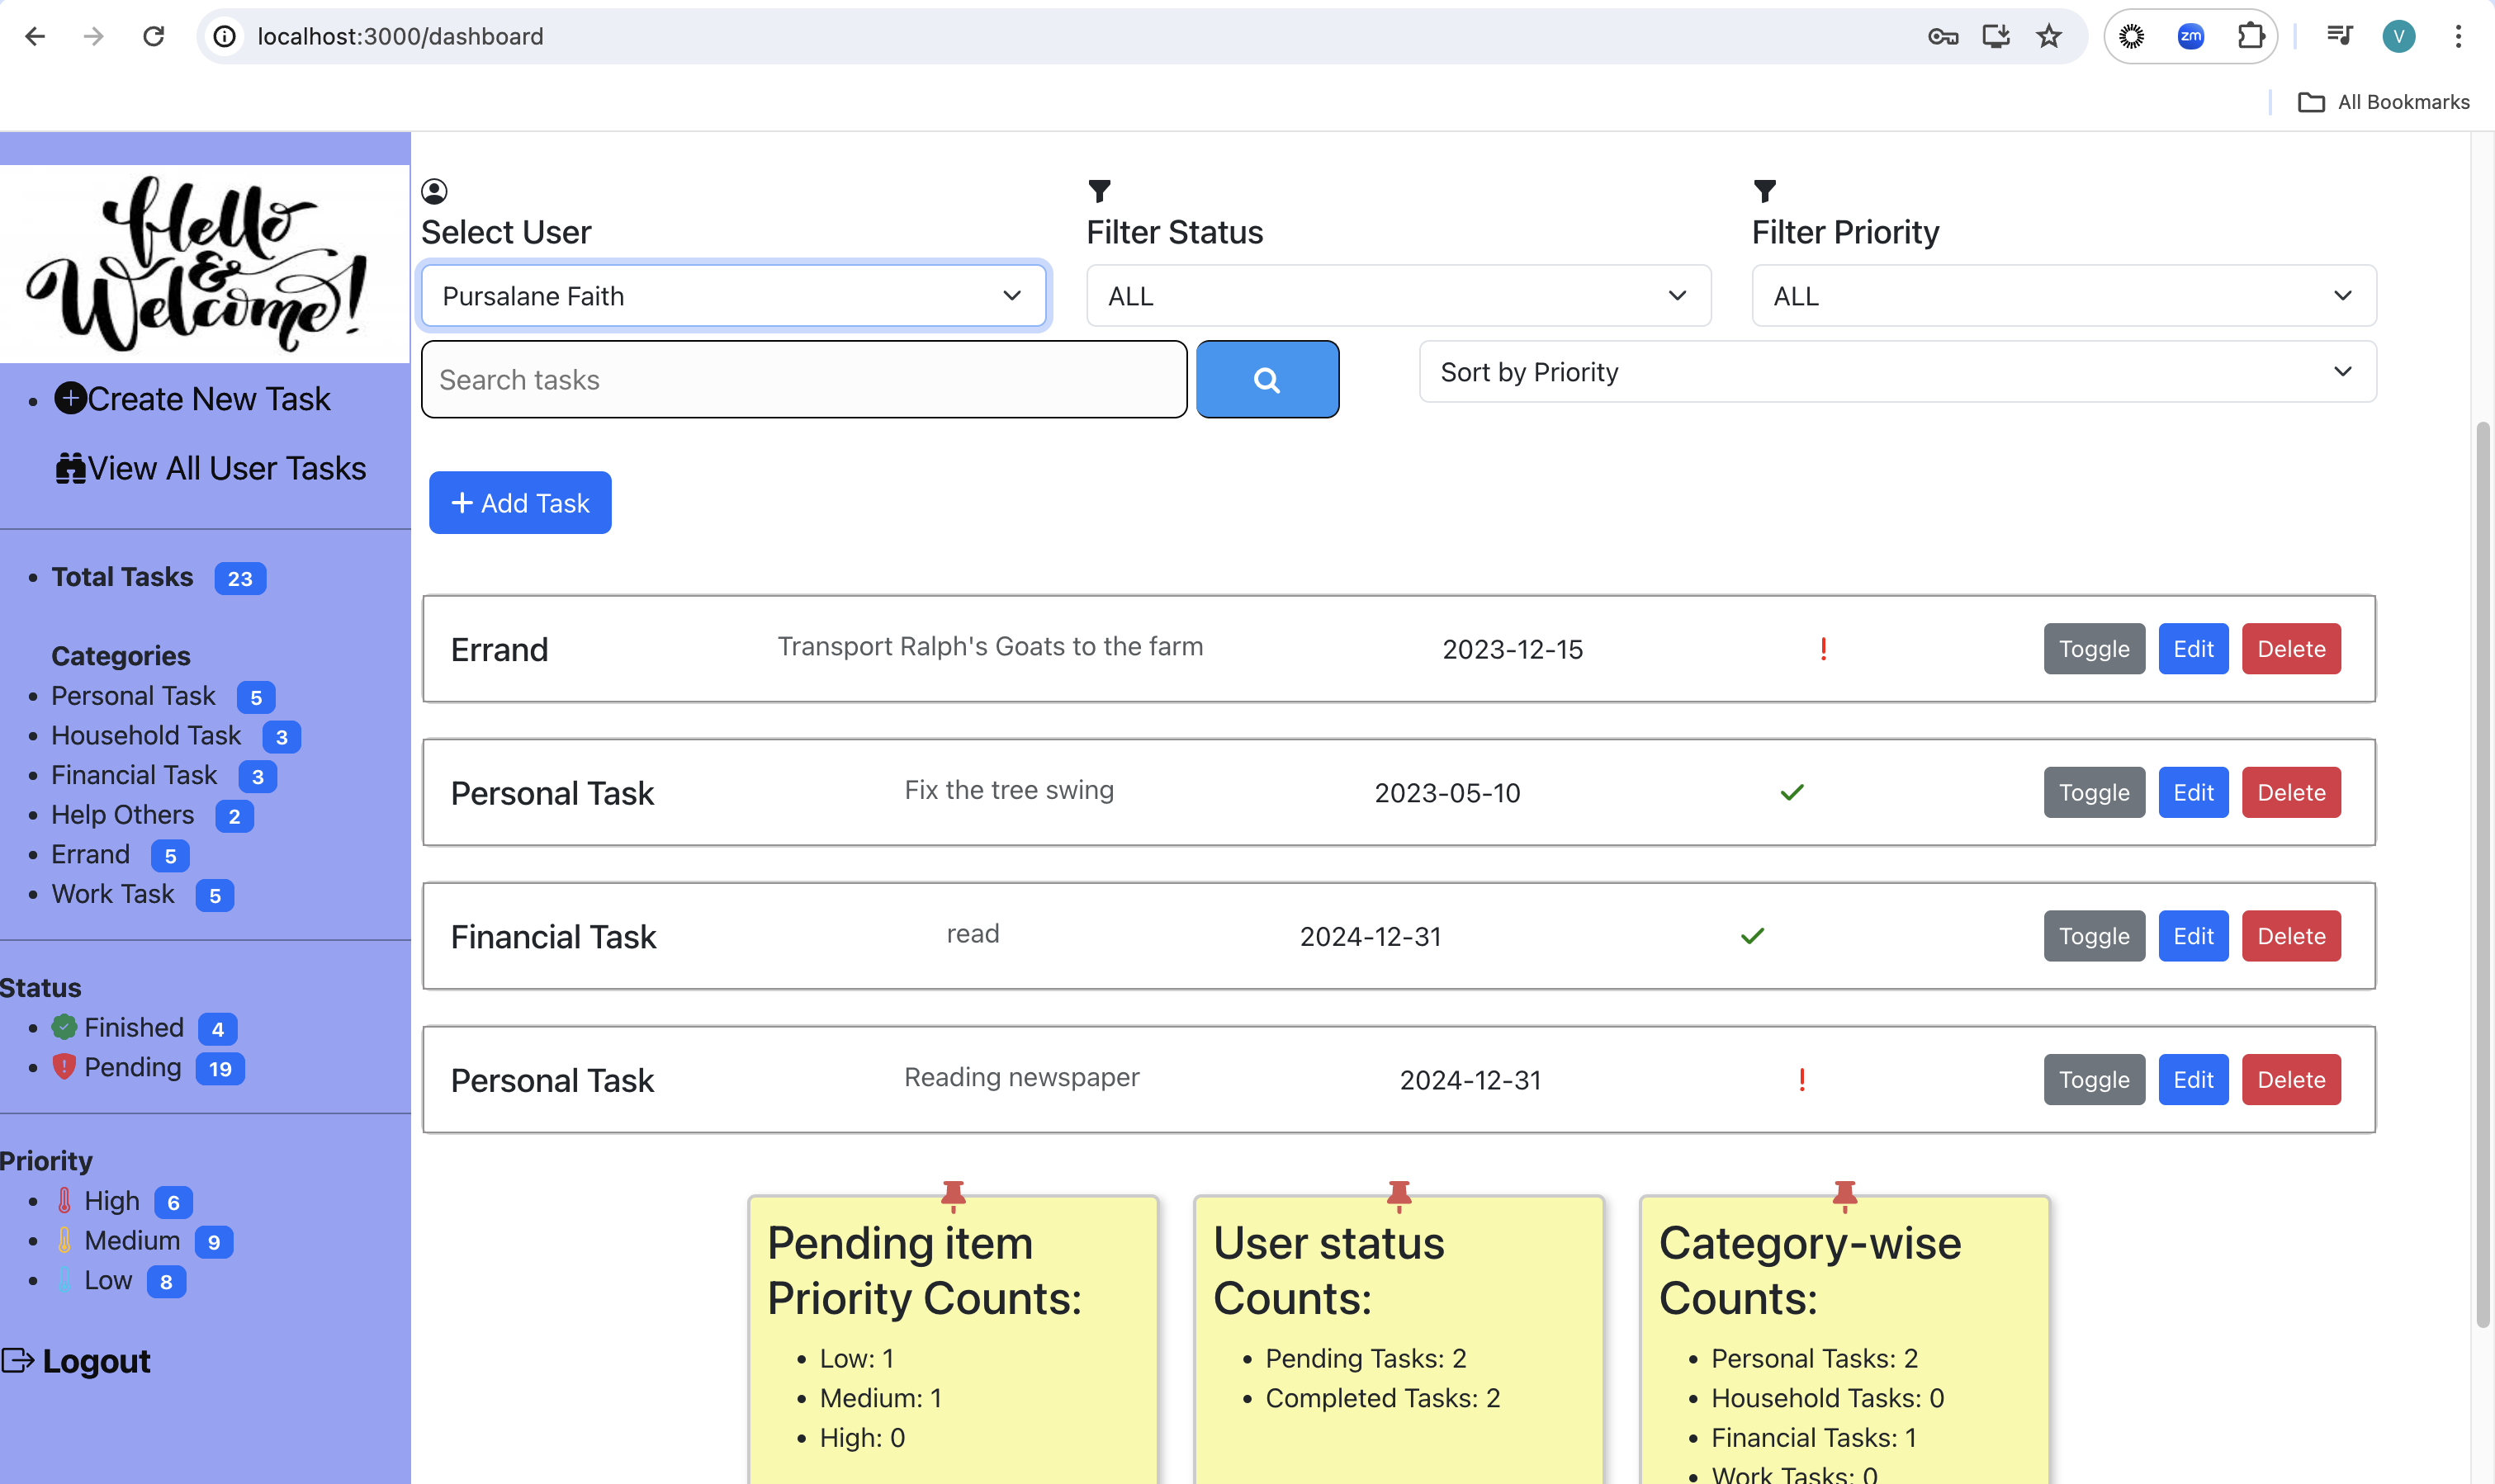 localhost:3000/dashboard
zm
V
All Bookmarks
Hello
&
Welcome!
Create New Task
View All User Tasks
Total Tasks 23
Categories
Personal Task 5
Household Task 3
Financial Task 3
Help Others 2
Errand 5
Work Task 5
Status
Finished 4
Pending 19
Priority
High 6
Medium 9
Low 8
Logout
Select User
Pursalane Faith
Filter Status
ALL
Filter Priority
ALL
Search tasks
Sort by Priority
+ Add Task
Errand Transport Ralph's Goats to the farm 2023-12-15 ! Toggle Edit Delete
Personal Task Fix the tree swing 2023-05-10 Toggle Edit Delete
Financial Task read 2024-12-31 Toggle Edit Delete
Personal Task Reading newspaper 2024-12-31 ! Toggle Edit Delete
Pending item
Priority Counts:
Low: 1
Medium: 1
High: 0
User status
Counts:
Pending Tasks: 2
Completed Tasks: 2
Category-wise
Counts:
Personal Tasks: 2
Household Tasks: 0
Financial Tasks: 1
Work Tasks: 0